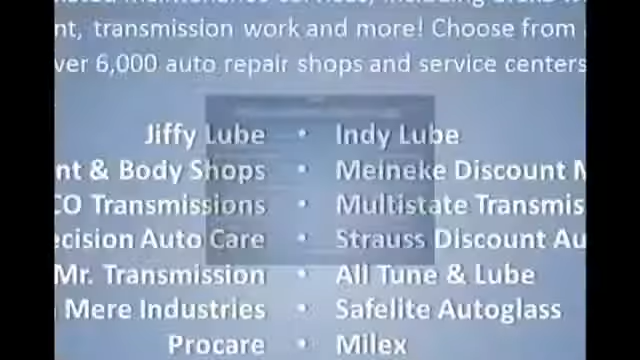 nt, transmission work and more! Choose from
ver 6,000 auto repair shops and service centers
Jiffy Lube • Indy Lube
nt & Body Shops • Meineke Discount M
CO Transmissions • Multistate Transmis
ecision Auto Care • Strauss Discount Au
Mr. Transmission • All Tune & Lube
Mere Industries • Safelite Autoglass
Procare • Milex